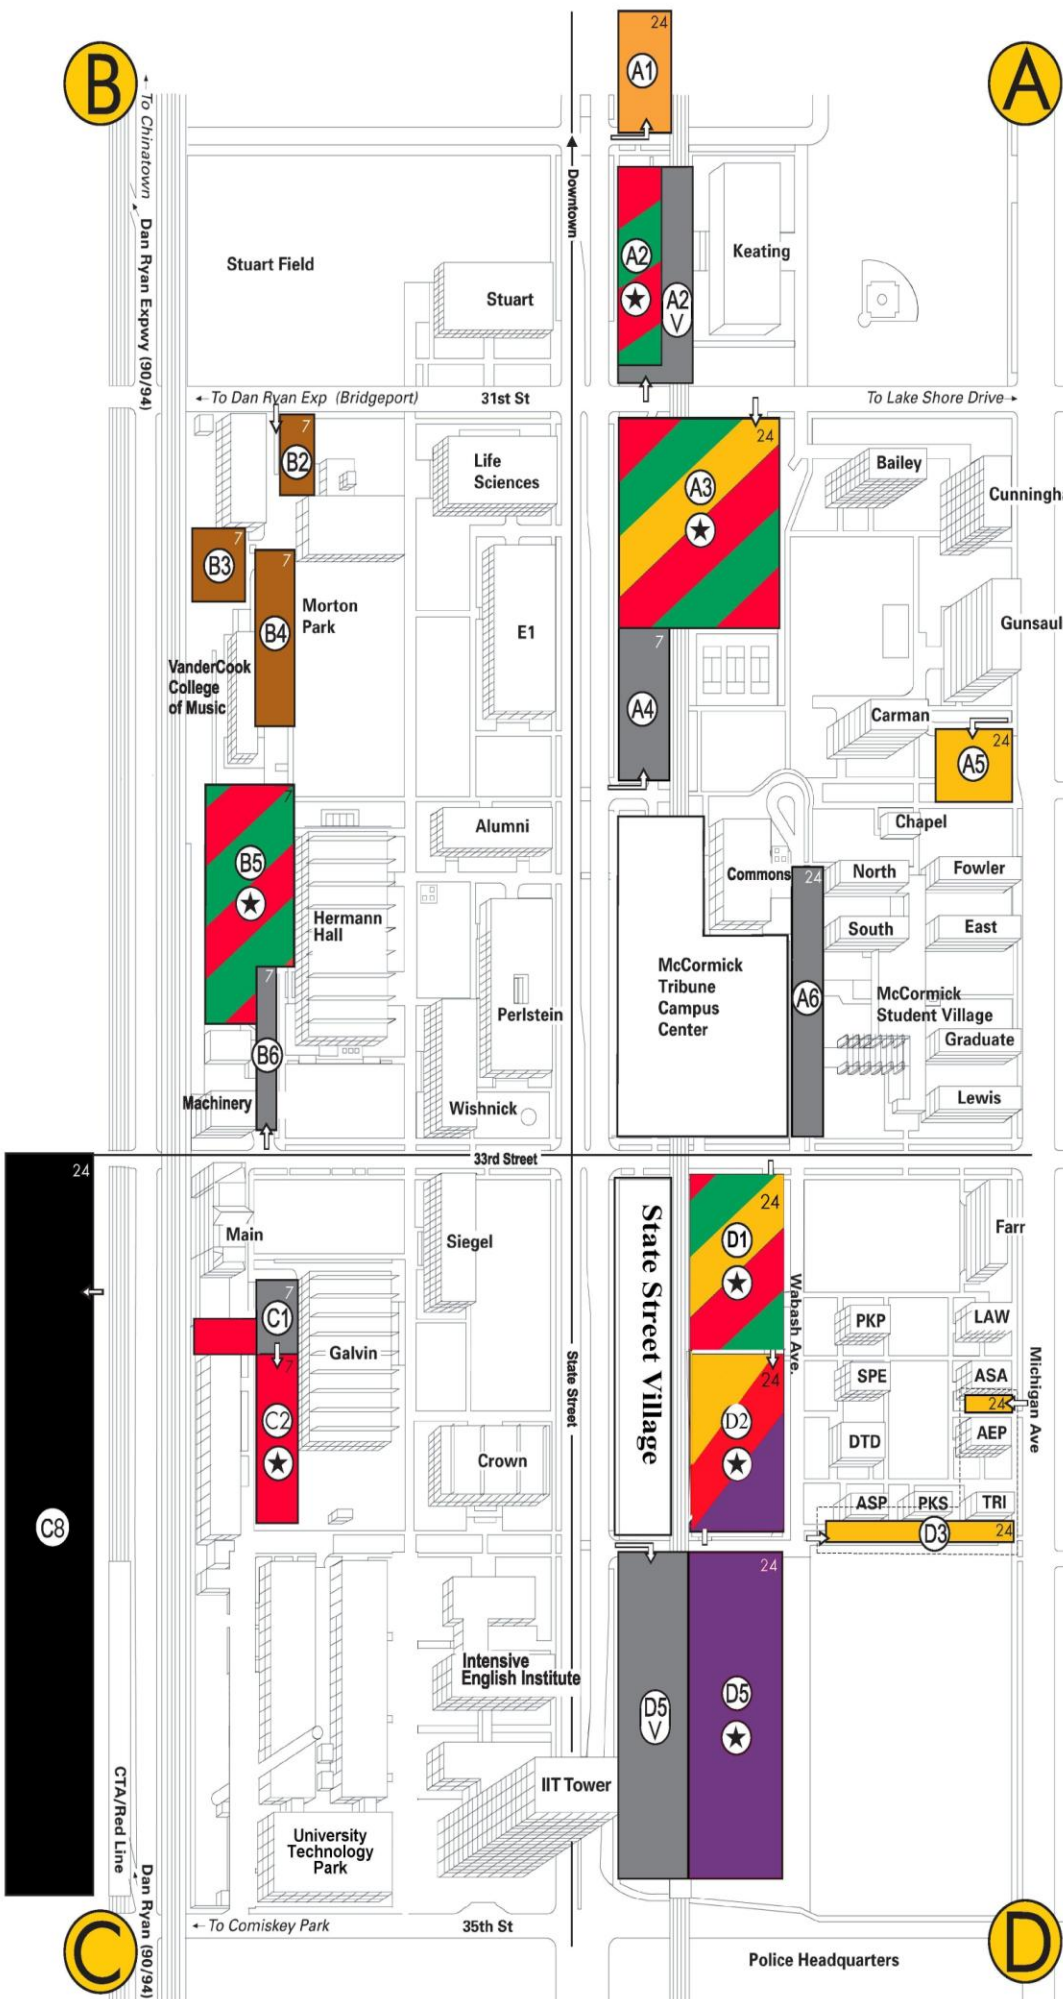 B
A
24
A1
← To Chinatown
Dan Ryan Expwy (90/94)
Downtown
Stuart Field
Stuart
A2
A2
V
Keating
←To Dan Ryan Exp (Bridgeport)
31st St
To Lake Shore Drive→
7
B2
Life
Sciences
24
A3
Bailey
Cunningh
7
B3
7
B4
Morton
Park
E1
VanderCook
College
of Music
7
A4
Gunsaul
Carman
24
A5
7
B5
Hermann
Hall
Alumni
Commons
Chapel
24
North
Fowler
South
East
McCormick
Tribune
Campus
Center
A6
McCormick
Student Village
Perlstein
7
B6
Graduate
Machinery
Wishnick
Lewis
33rd Street
24
C8
Main
Siegel
State Street Village
24
D1
Wabash Ave.
Farr
7
C1
Galvin
PKP
LAW
State Street
7
C2
24
D2
SPE
ASA
24
Michigan Ave
Crown
DTD
AEP
ASP
PKS
TRI
D3
24
24
Intensive
English Institute
D5
V
D5
IIT Tower
CTA/Red Line
University
Technology
Park
Dan Ryan (90/94)
← To Comiskey Park
35th St
Police Headquarters
C
D